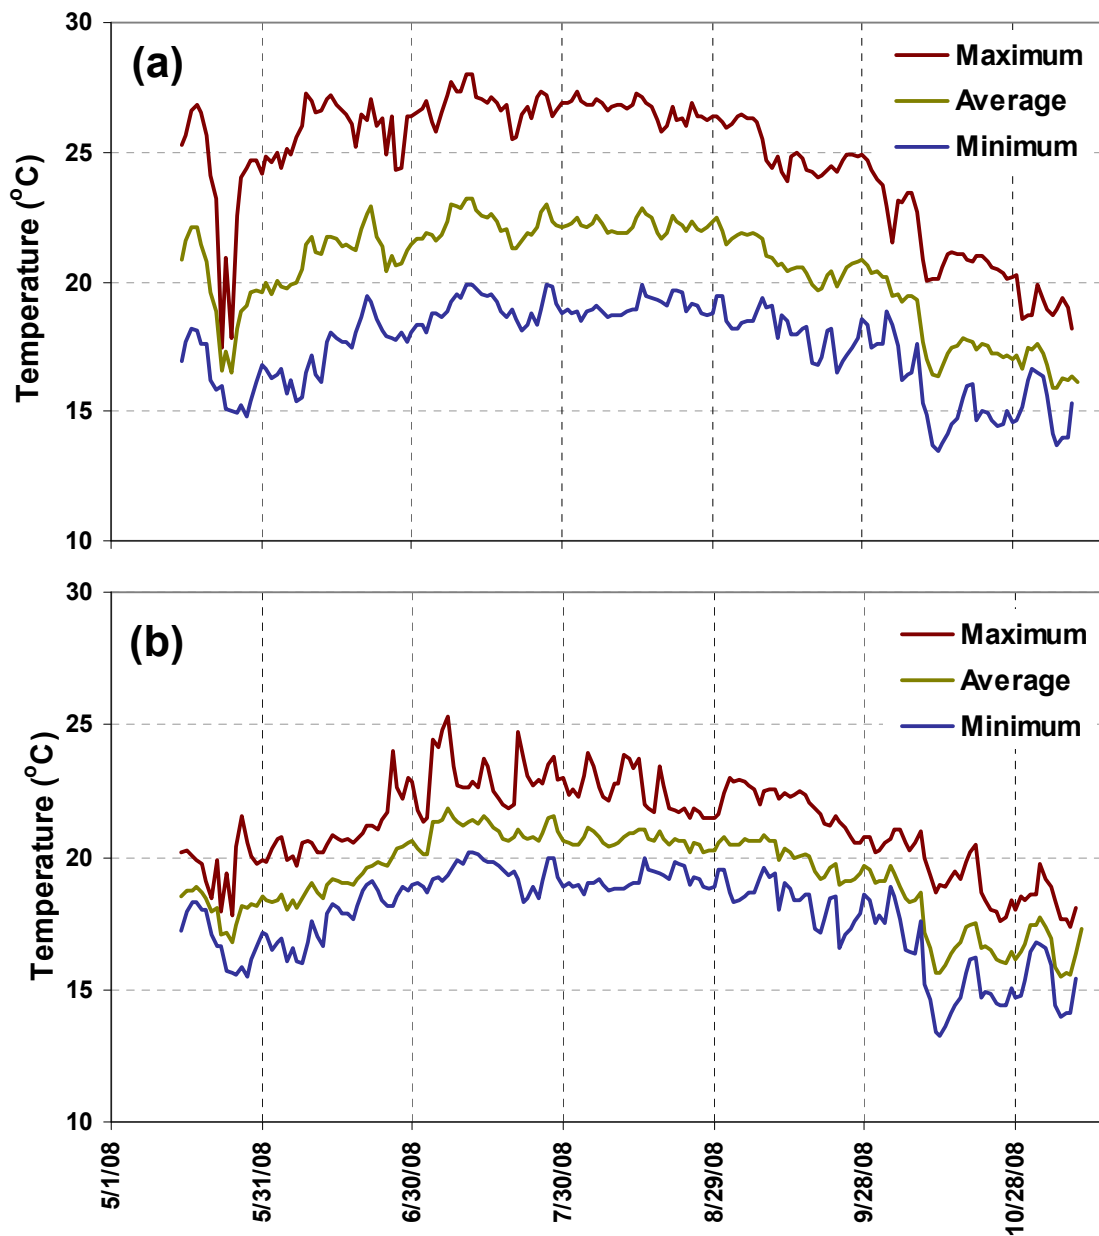 30
(a)
Maximum
Average
Minimum
25
20
15
10
Temperature (°C)
30
(b)
Maximum
Average
Minimum
25
20
15
10
Temperature (°C)
5/1/08
5/31/08
6/30/08
7/30/08
8/29/08
9/28/08
10/28/08